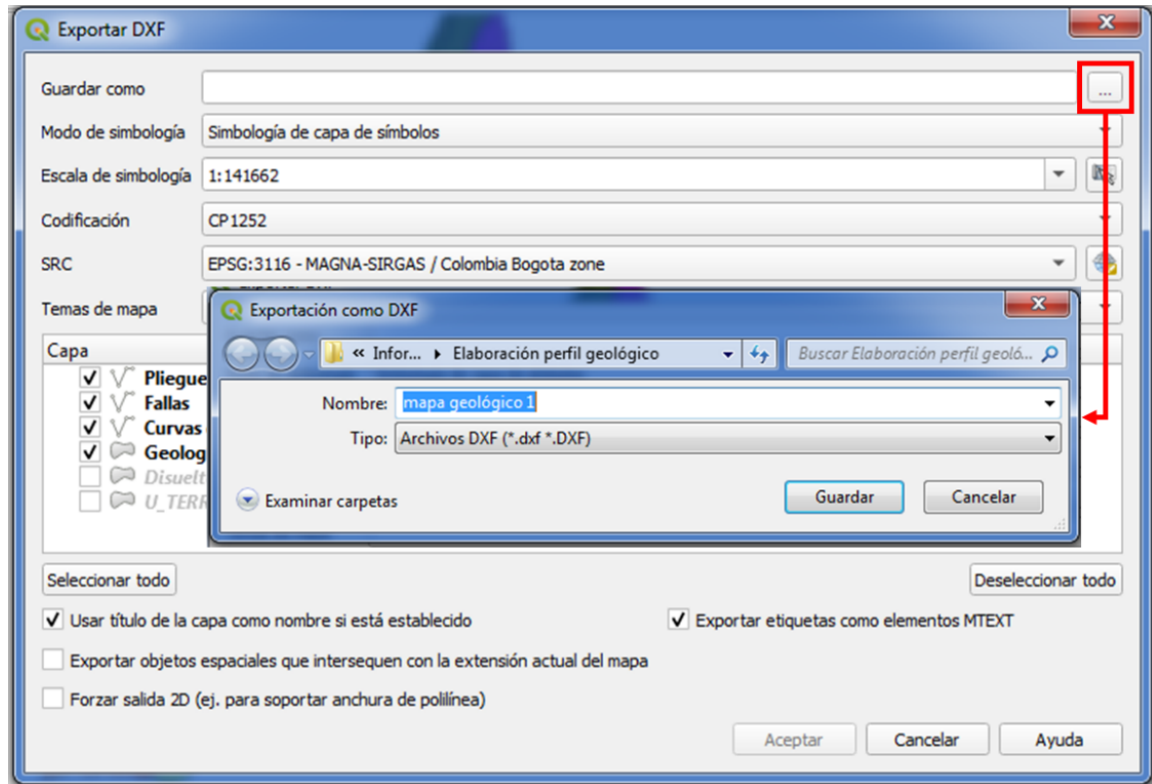 Exportar DXF
Guardar como
...
Modo de simbología
Simbología de capa de símbolos
Escala de simbología
1:141662
Codificación
CP1252
SRC
EPSG:3116 - MAGNA-SIRGAS / Colombia Bogota zone
Temas de mapa
Capa
Pliegue
Fallas
Curvas
Geolog
Disuelt
U_TERR
Exportación como DXF
« Infor... Elaboración perfil geológico
Buscar Elaboración perfil geoló...
Nombre: mapa geológico 1
Tipo: Archivos DXF (*.dxf *.DXF)
Examinar carpetas
Guardar
Cancelar
Seleccionar todo
Deseleccionar todo
Usar título de la capa como nombre si está establecido
Exportar etiquetas como elementos MTEXT
Exportar objetos espaciales que intersequen con la extensión actual del mapa
Forzar salida 2D (ej. para soportar anchura de polilínea)
Aceptar
Cancelar
Ayuda